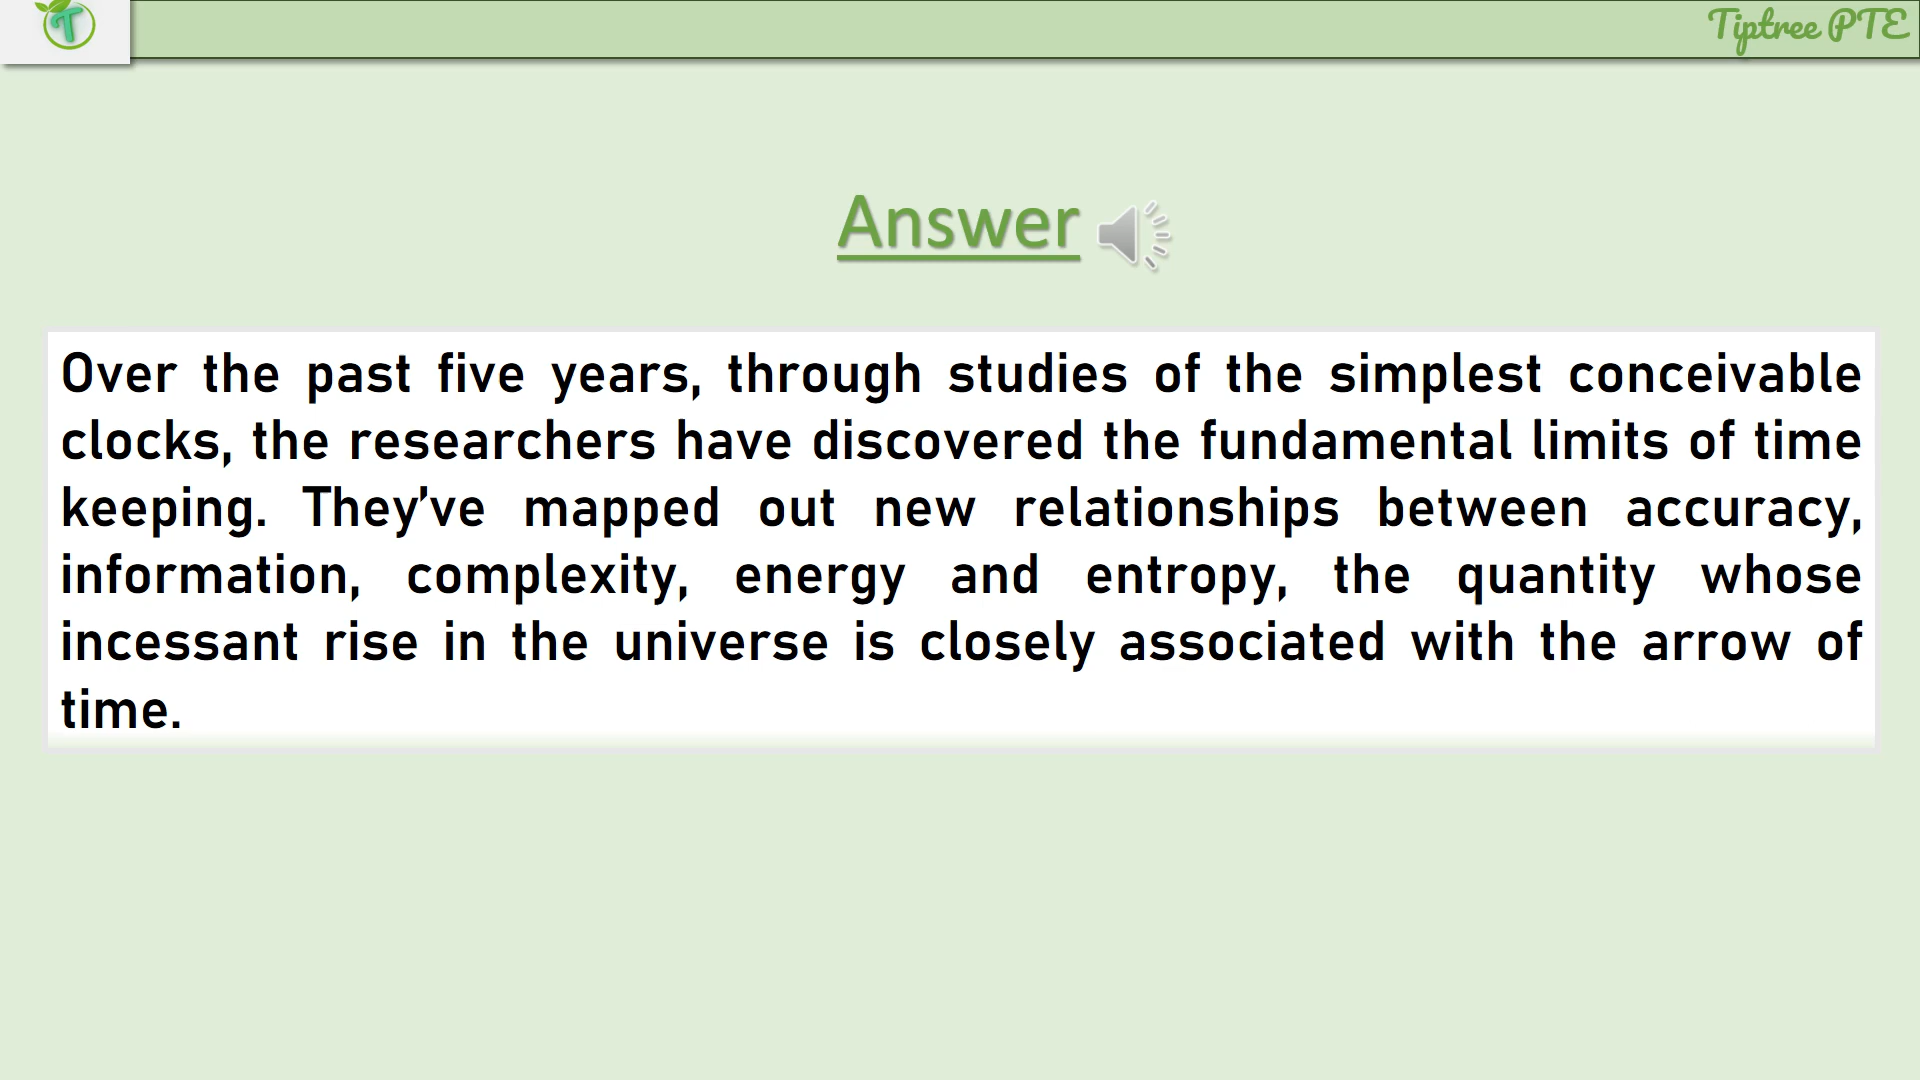 T
Tiptree PTE
Answer
Over the past five years, through studies of the simplest conceivable
clocks, the researchers have discovered the fundamental limits of time
keeping. They’ve mapped out new relationships between accuracy,
information, complexity, energy and entropy, the quantity whose
incessant rise in the universe is closely associated with the arrow of
time.